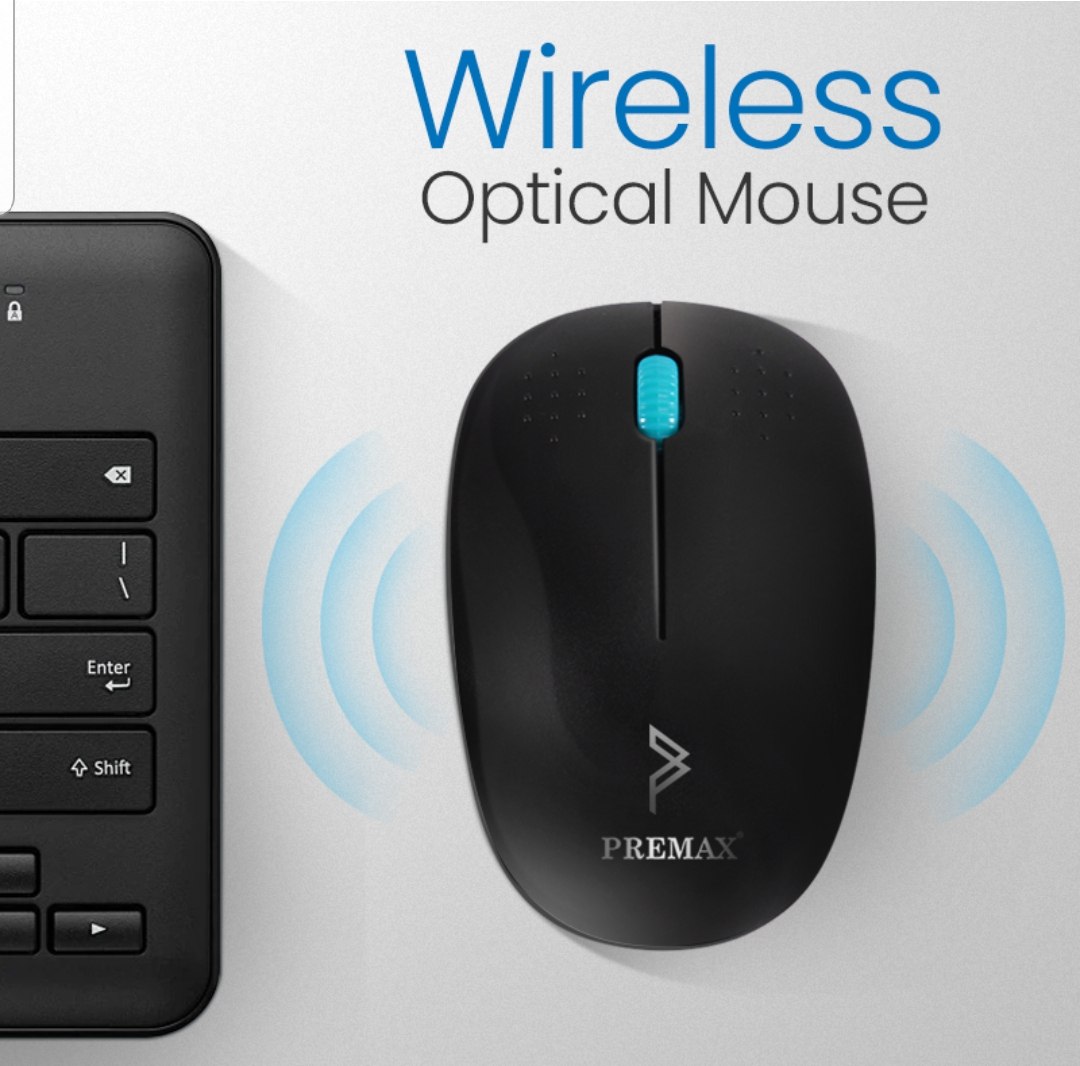 Wireless
Optical Mouse
A
|
\
Enter
Shift
PREMAX®